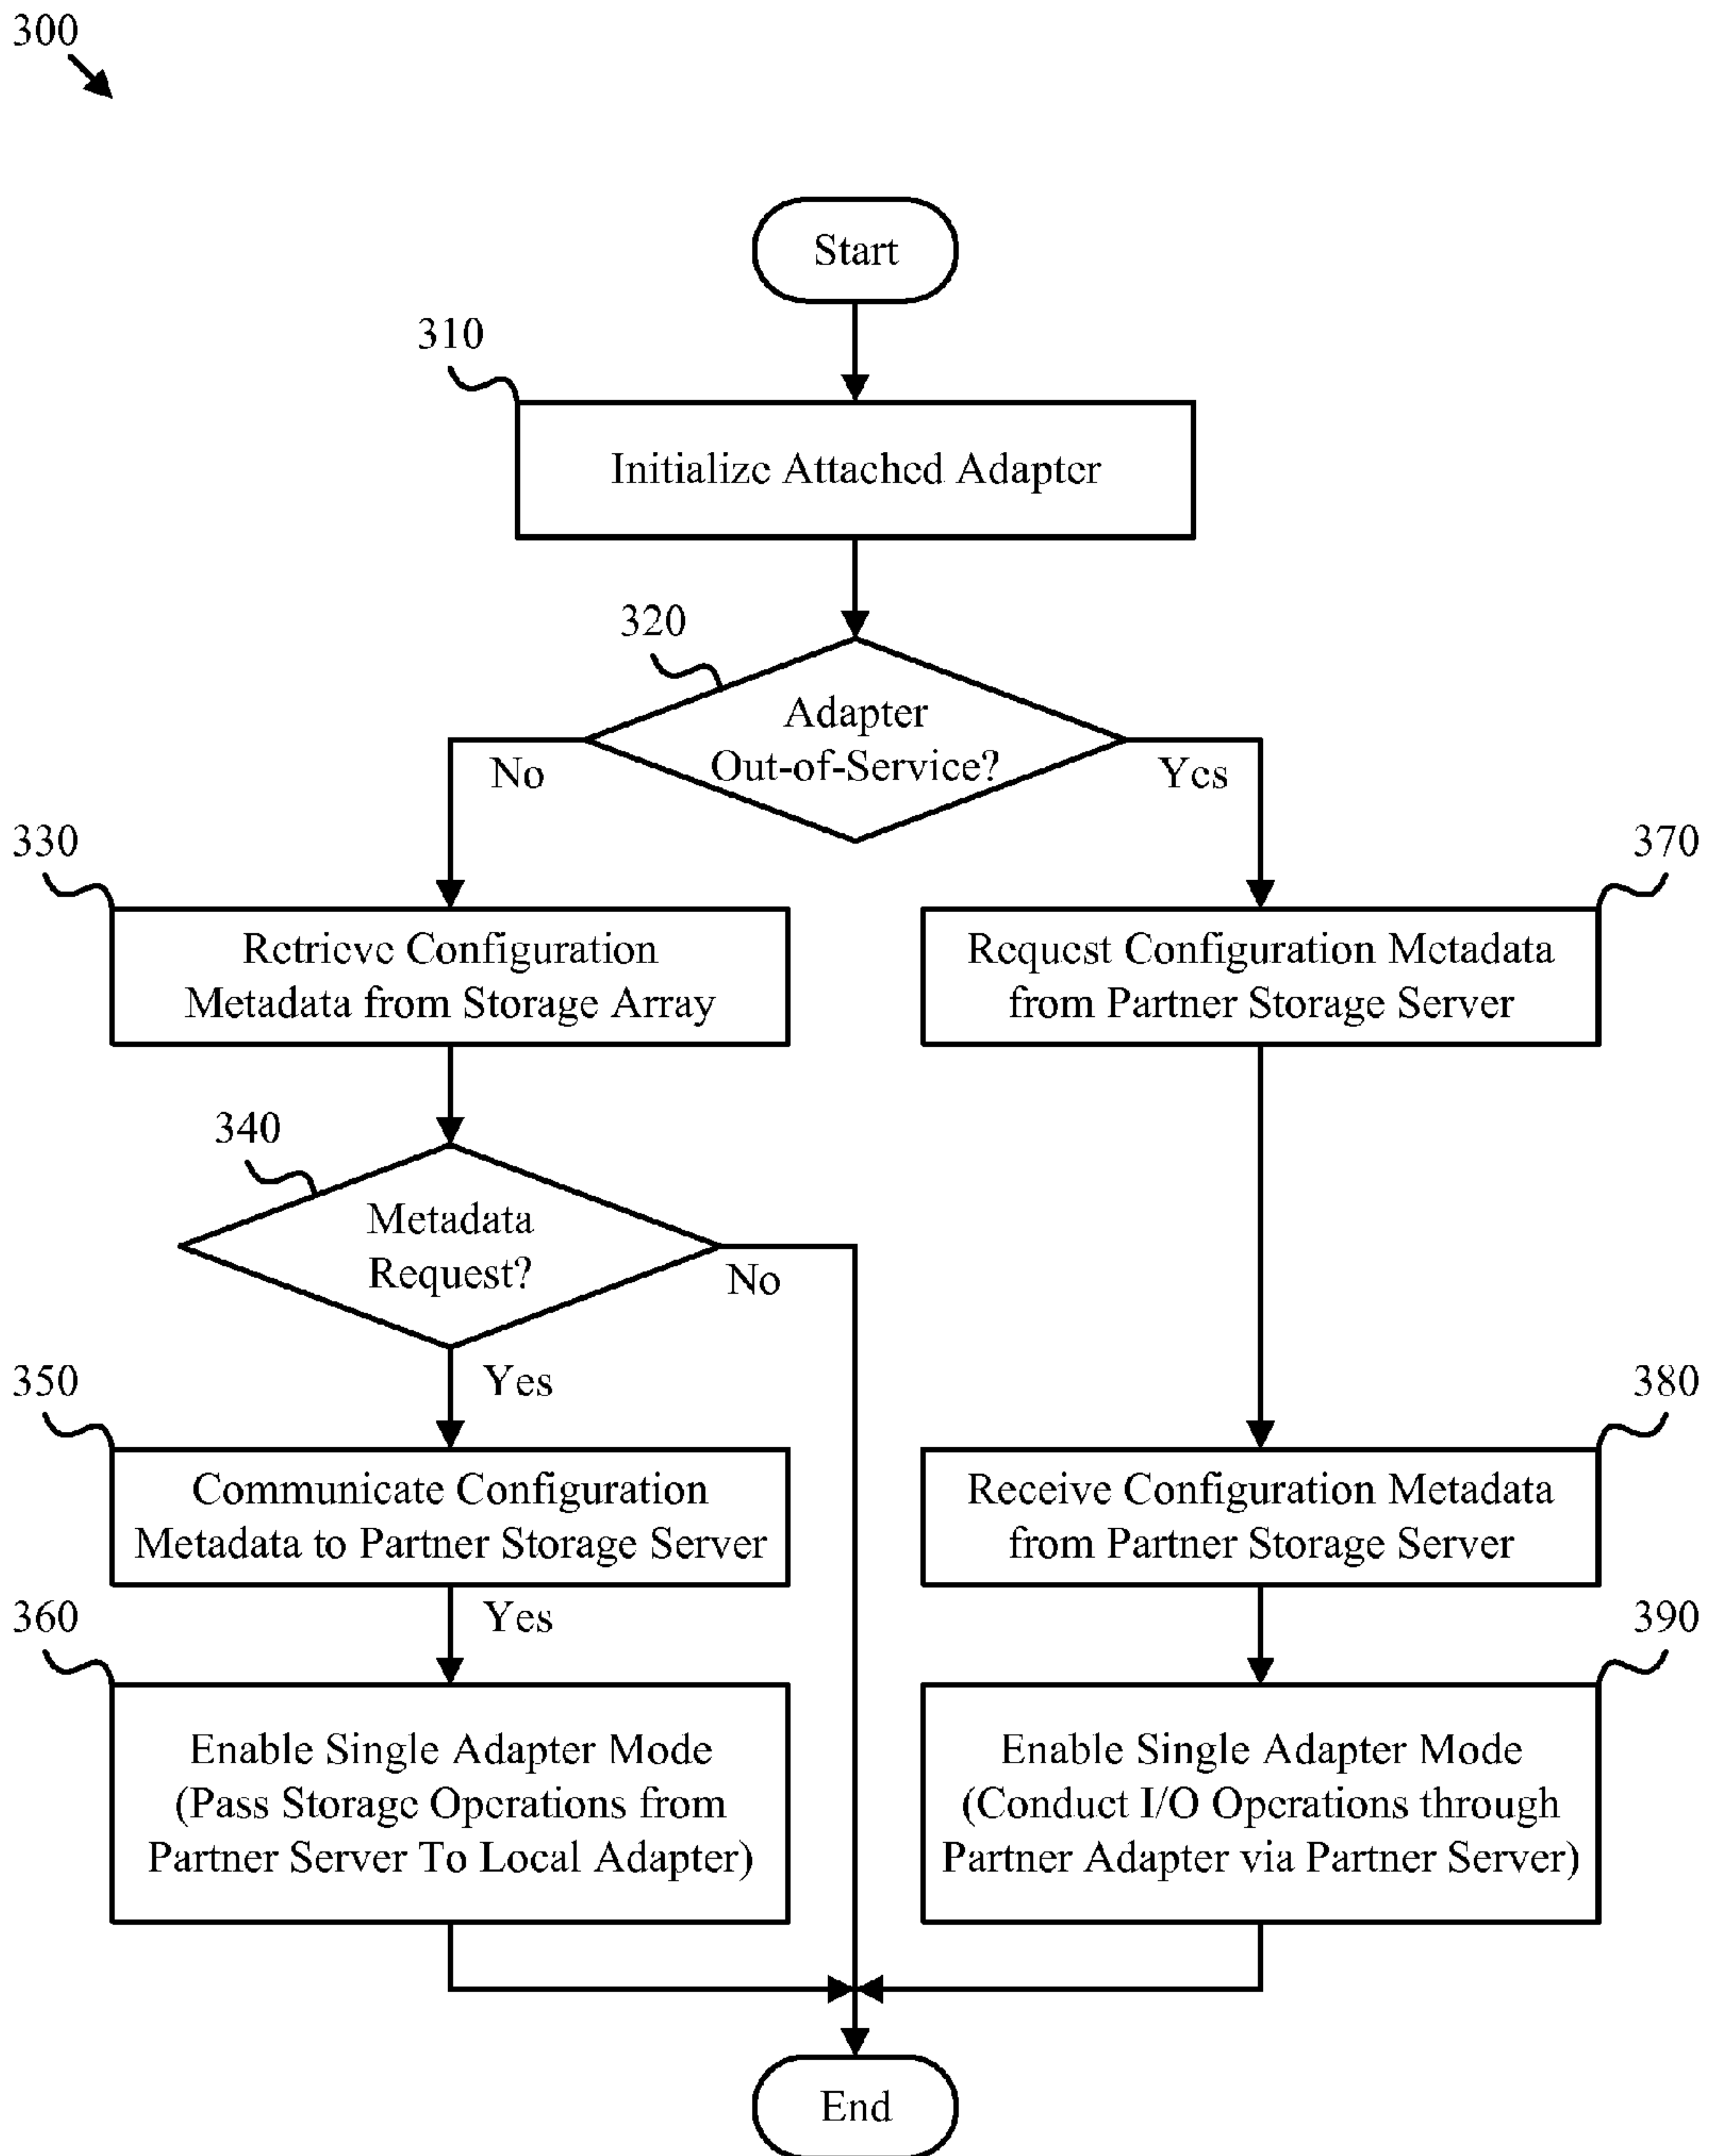 300
Start
310
Initialize Attached Adapter
320
Adapter
Out-of-Service?
No
Yes
330
Retrieve Configuration
Metadata from Storage Array
370
Request Configuration Metadata
from Partner Storage Server
340
Metadata
Request?
No
Yes
350
Communicate Configuration
Metadata to Partner Storage Server
380
Receive Configuration Metadata
from Partner Storage Server
Yes
360
Enable Single Adapter Mode
(Pass Storage Operations from
Partner Server To Local Adapter)
390
Enable Single Adapter Mode
(Conduct I/O Operations through
Partner Adapter via Partner Server)
End